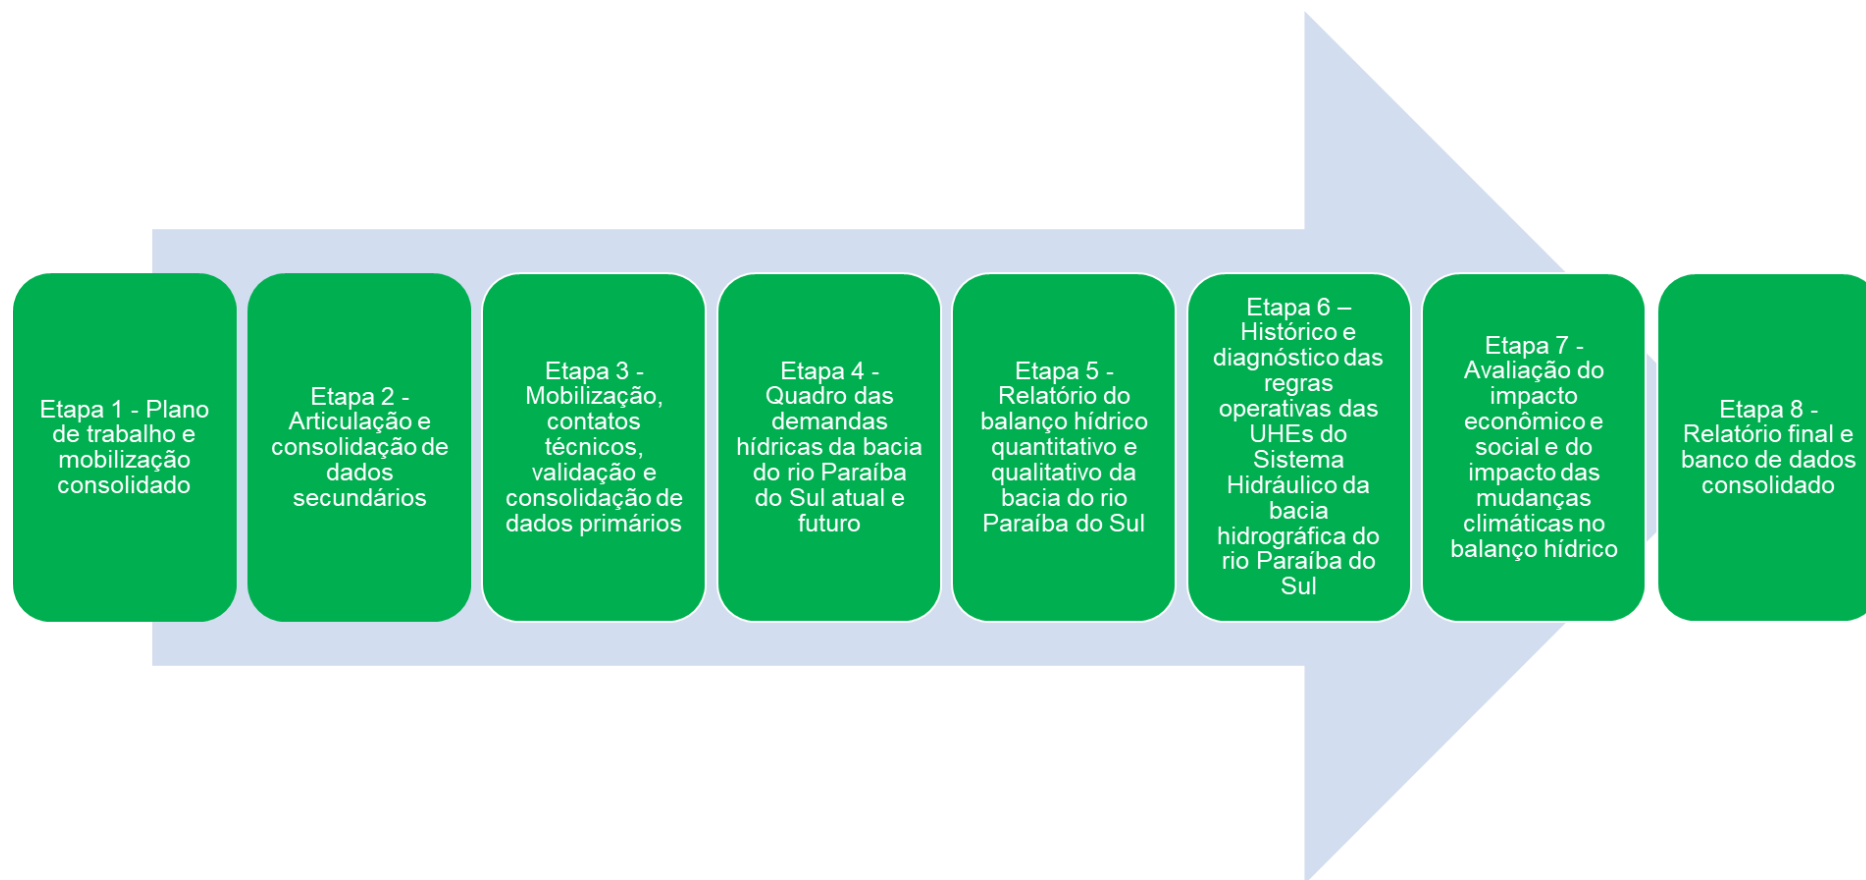 Etapa 1 - Plano
de trabalho e
mobilização
consolidado
Etapa 2 -
Articulação e
consolidação de
dados
secundários
Etapa 3 -
Mobilização,
contatos
técnicos,
validação e
consolidação de
dados primários
Etapa 4 -
Quadro das
demandas
hídricas da bacia
do rio Paraíba
do Sul atual e
futuro
Etapa 5 -
Relatório do
balanço hídrico
quantitativo e
qualitativo da
bacia do rio
Paraíba do Sul
Etapa 6 –
Histórico e
diagnóstico das
regras
operativas das
UHEs do
Sistema
Hidráulico da
bacia
hidrográfica do
rio Paraíba do
Sul
Etapa 7 -
Avaliação do
impacto
econômico e
social e do
impacto das
mudanças
climáticas no
balanço hídrico
Etapa 8 -
Relatório final e
banco de dados
consolidado